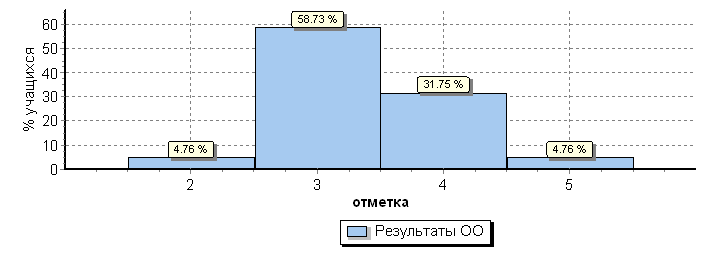 % учащихся
60
50
40
30
20
10
0
4.76 %
58.73 %
31.75 %
4.76 %
2 3 4 5
отметка
Результаты ОО